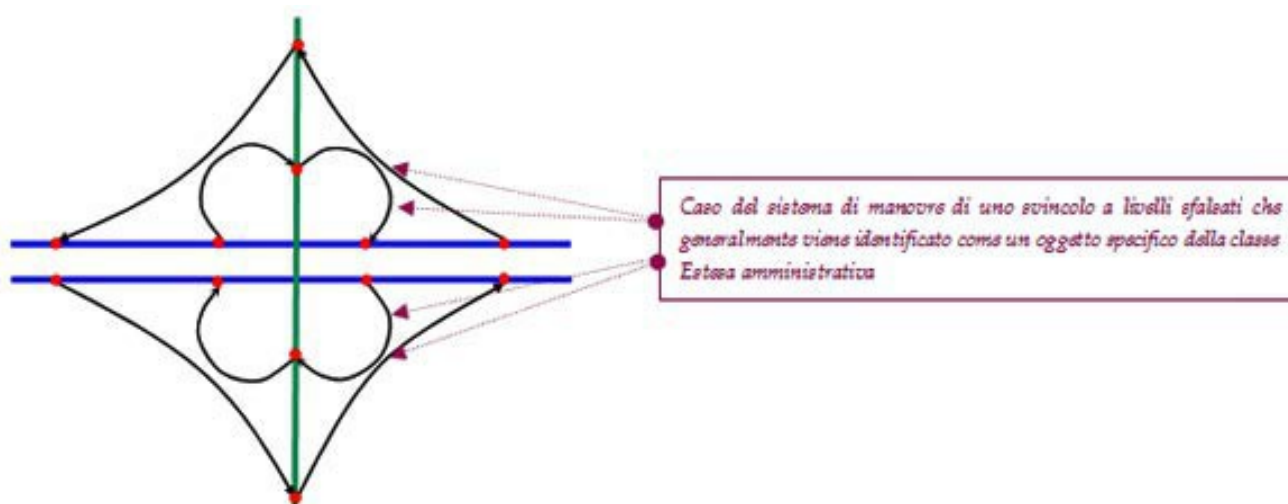 Caso del sistema di manovre di uno svincolo a livelli sfalsati che
generalmente viene identificato come un oggetto specifico della classe
Estesa amministrativa